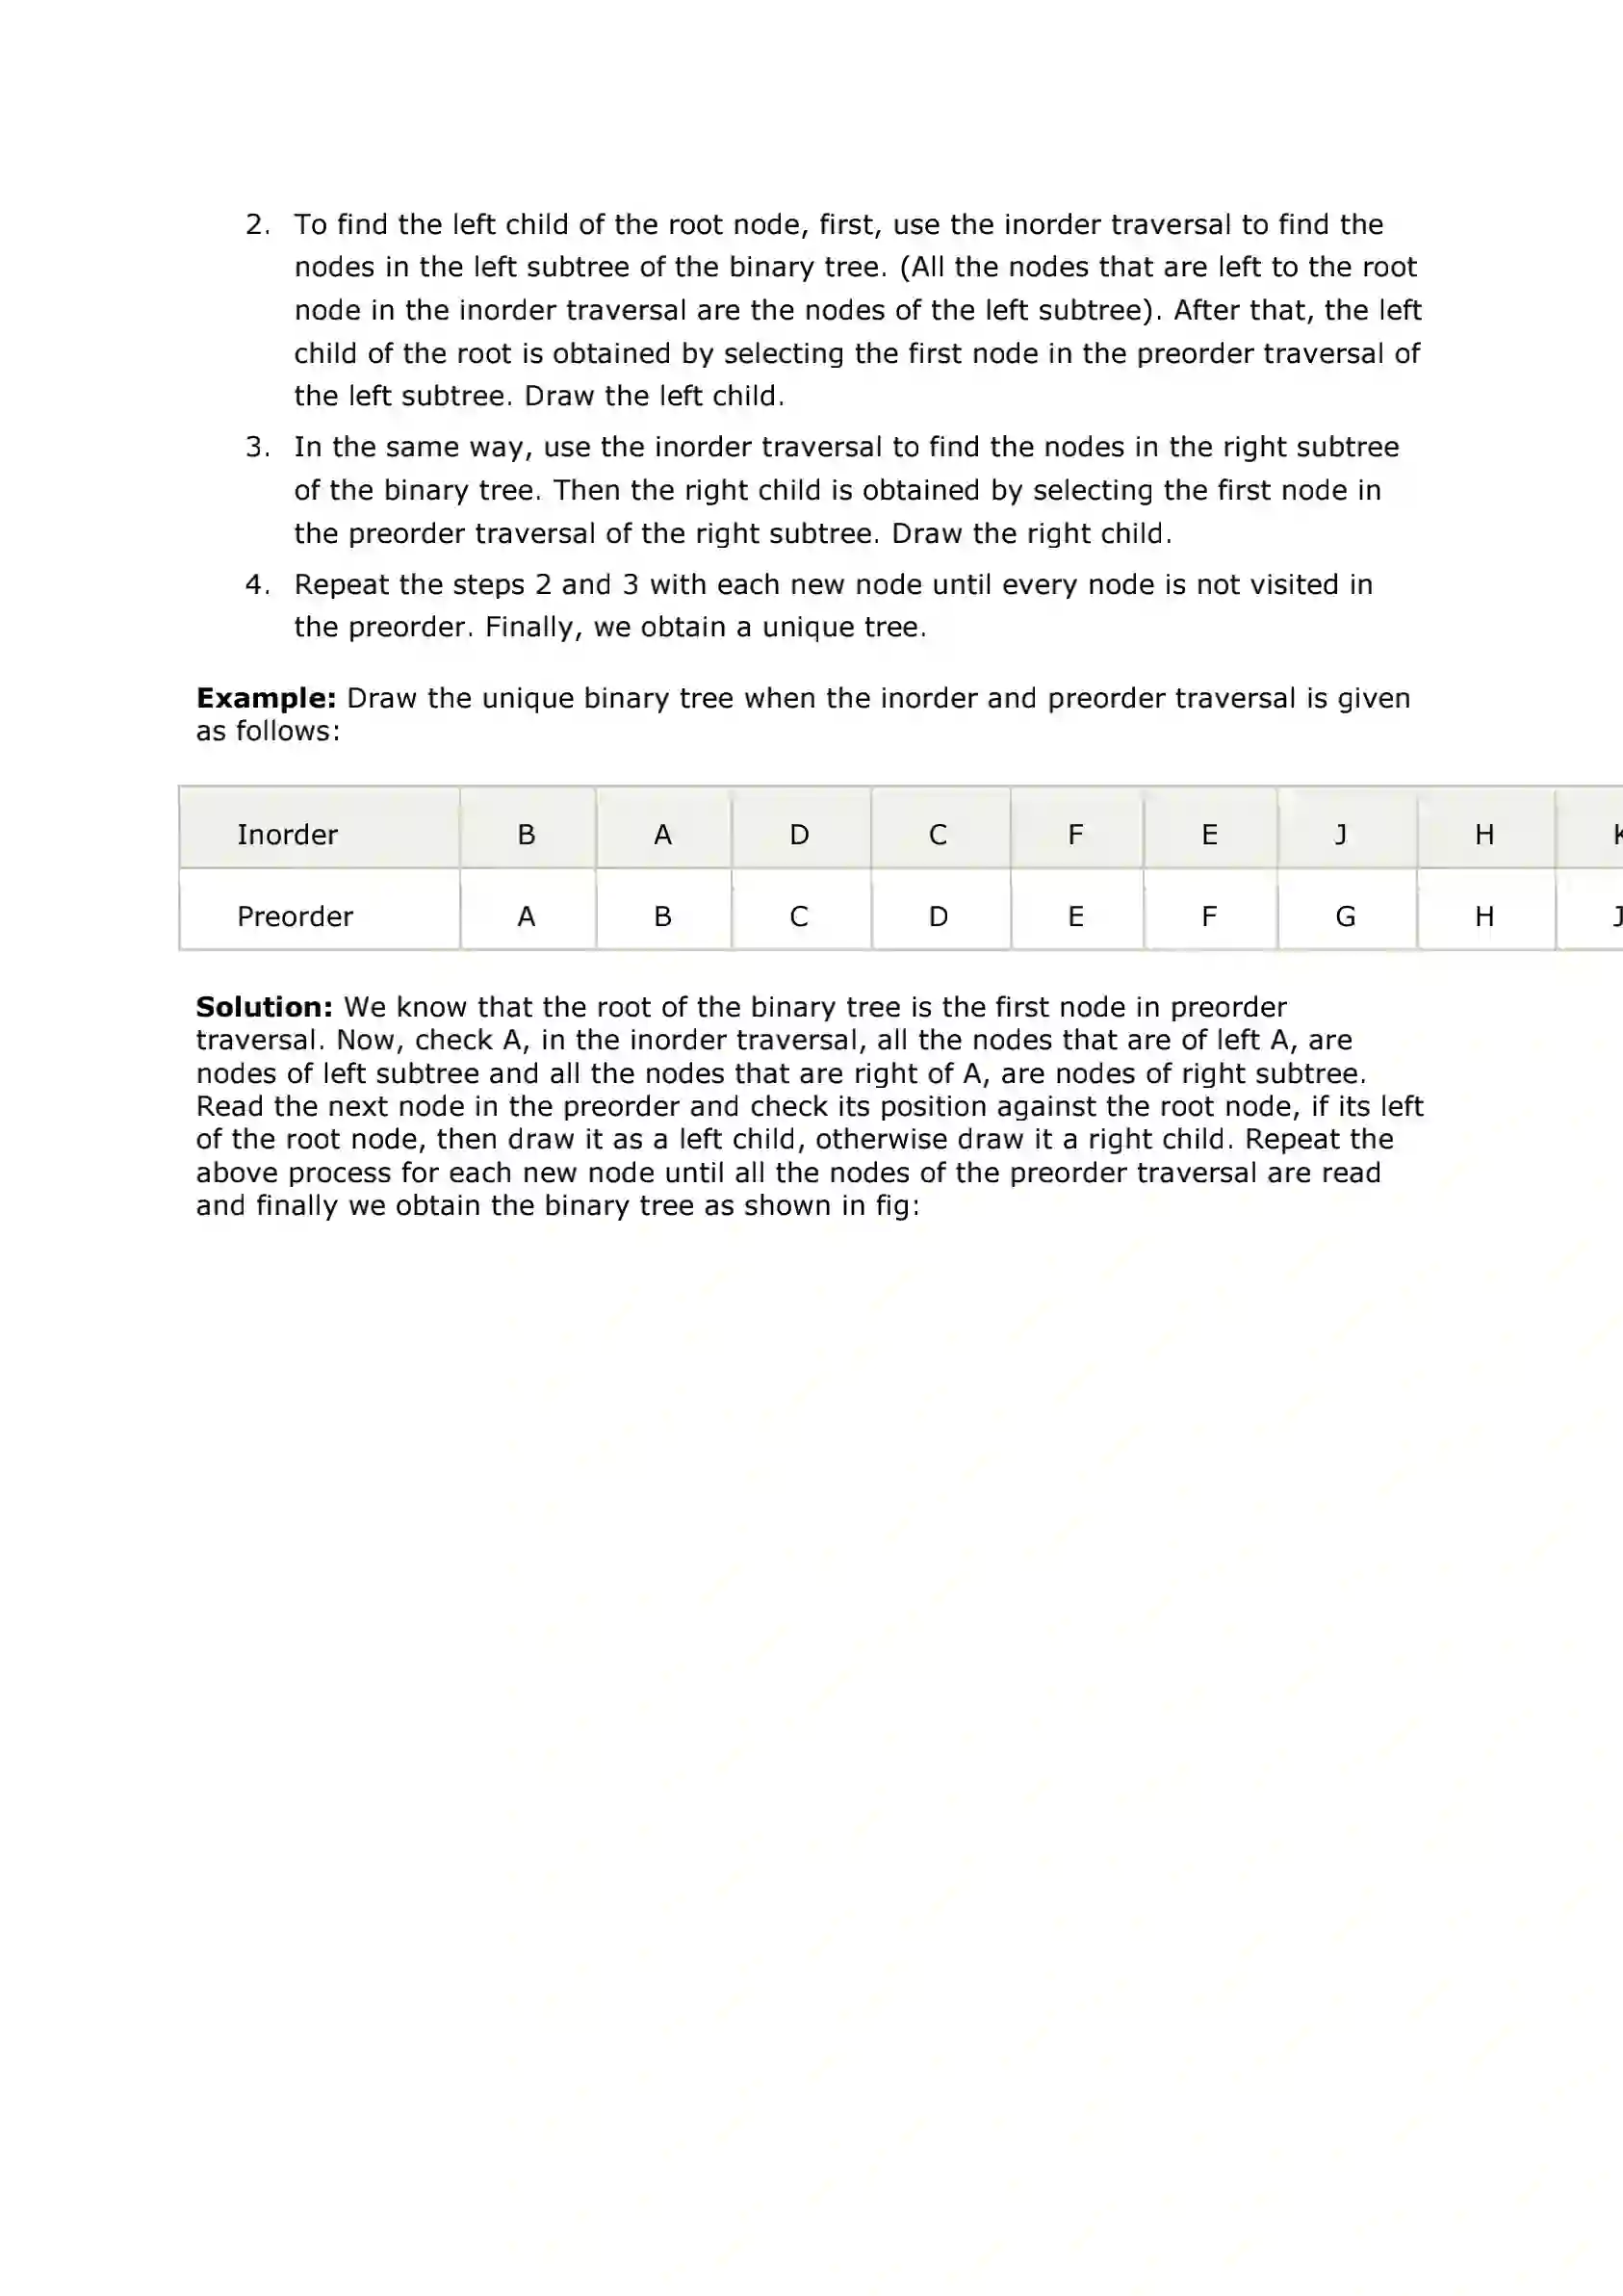 2. To find the left child of the root node, first, use the inorder traversal to find the
nodes in the left subtree of the binary tree. (All the nodes that are left to the root
node in the inorder traversal are the nodes of the left subtree). After that, the left
child of the root is obtained by selecting the first node in the preorder traversal of
the left subtree. Draw the left child.
3. In the same way, use the inorder traversal to find the nodes in the right subtree
of the binary tree. Then the right child is obtained by selecting the first node in
the preorder traversal of the right subtree. Draw the right child.
4. Repeat the steps 2 and 3 with each new node until every node is not visited in
the preorder. Finally, we obtain a unique tree.
Example: Draw the unique binary tree when the inorder and preorder traversal is given
as follows:
Inorder B A D C F E J H
Preorder A B C D E F G H
Solution: We know that the root of the binary tree is the first node in preorder
traversal. Now, check A, in the inorder traversal, all the nodes that are of left A, are
nodes of left subtree and all the nodes that are right of A, are nodes of right subtree.
Read the next node in the preorder and check its position against the root node, if its left
of the root node, then draw it as a left child, otherwise draw it a right child. Repeat the
above process for each new node until all the nodes of the preorder traversal are read
and finally we obtain the binary tree as shown in fig: